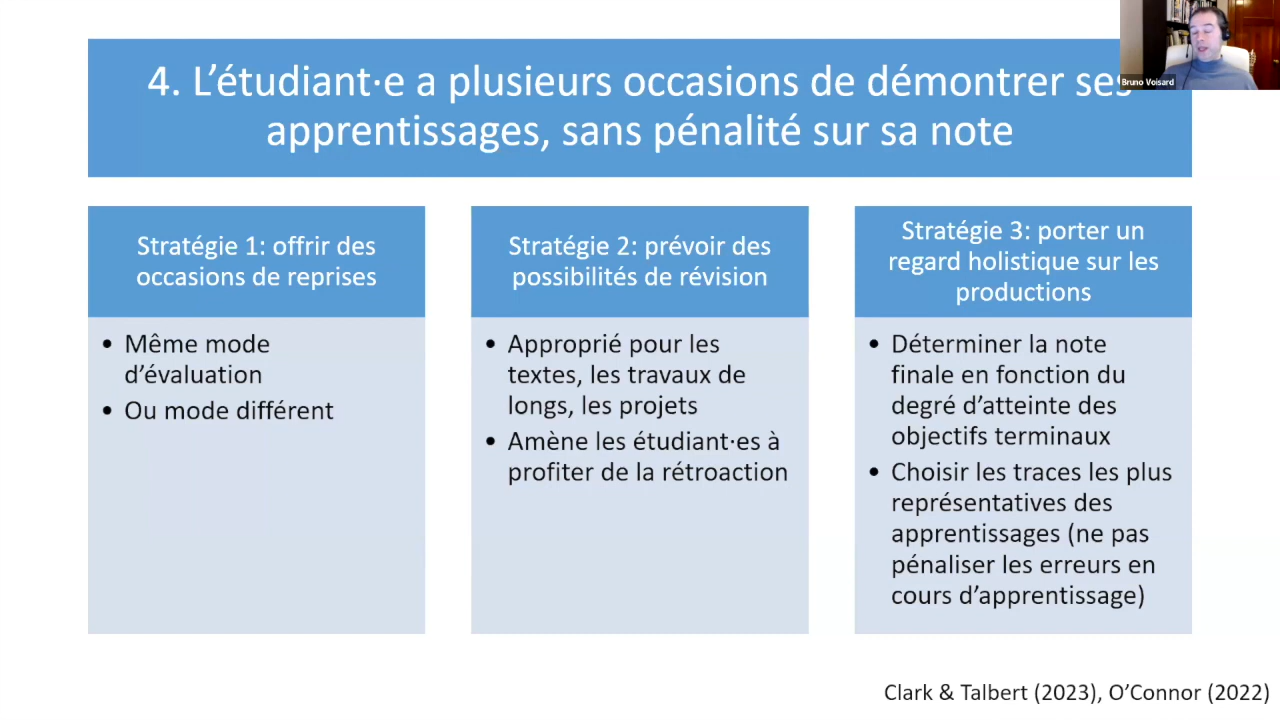 4. L’étudiant·e a plusieurs occasions de démontrer ses
apprentissages, sans pénalité sur sa note
Bruno Voisard
Stratégie 1: offrir des
occasions de reprises
• Même mode
d’évaluation
• Ou mode différent
Stratégie 2: prévoir des
possibilités de révision
• Approprié pour les
textes, les travaux de
longs, les projets
• Amène les étudiant·es à
profiter de la rétroaction
Stratégie 3: porter un
regard holistique sur les
productions
• Déterminer la note
finale en fonction du
degré d’atteinte des
objectifs terminaux
• Choisir les traces les plus
représentatives des
apprentissages (ne pas
pénaliser les erreurs en
cours d’apprentissage)
Clark & Talbert (2023), O’Connor (2022)